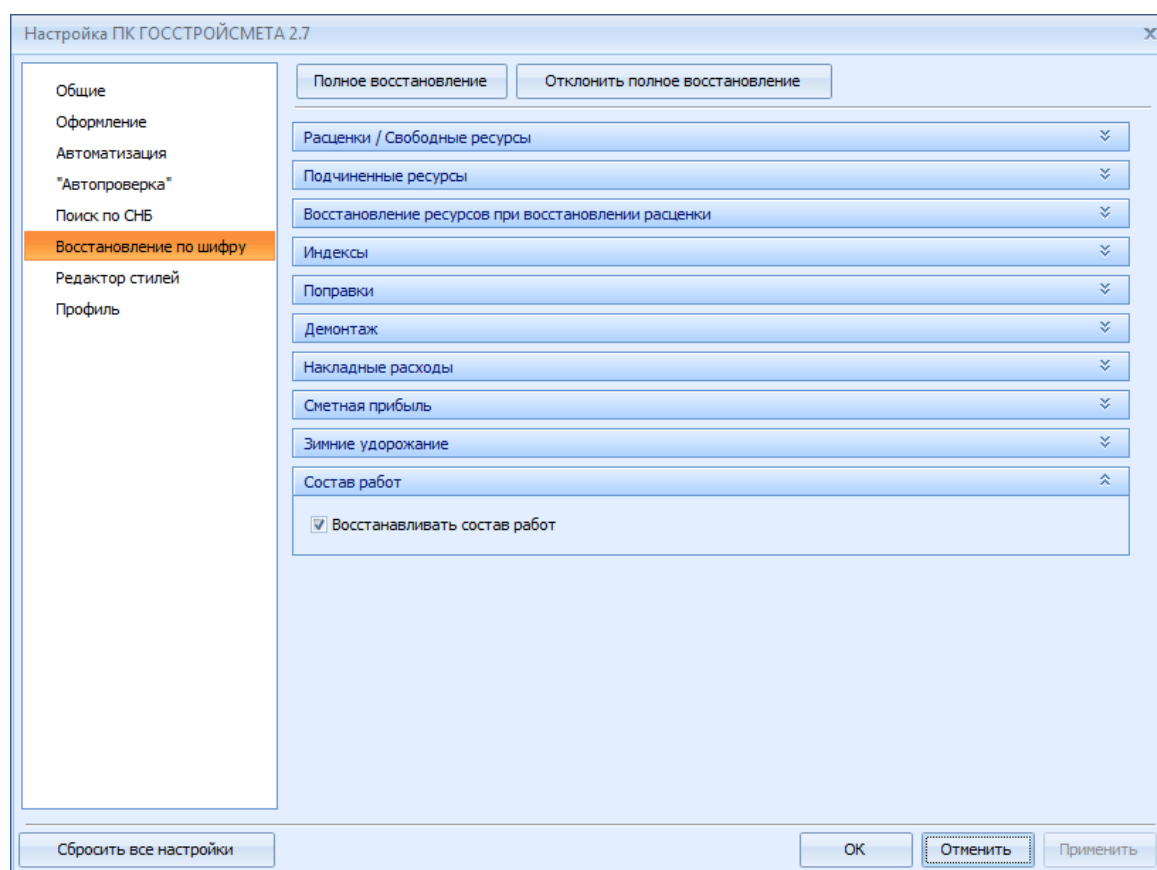 Настройка ПК ГОССТРОЙСМЕТА 2.7
x
Общие
Оформление
Автоматизация
"Автопроверка"
Поиск по СНБ
Восстановление по шифру
Редактор стилей
Профиль
Полное восстановление
Отклонить полное восстановление
Расценки / Свободные ресурсы
Подчиненные ресурсы
Восстановление ресурсов при восстановлении расценки
Индексы
Поправки
Демонтаж
Накладные расходы
Сметная прибыль
Зимние удорожание
Состав работ
Восстанавливать состав работ
Сбросить все настройки
ОК
Отменить
Применить